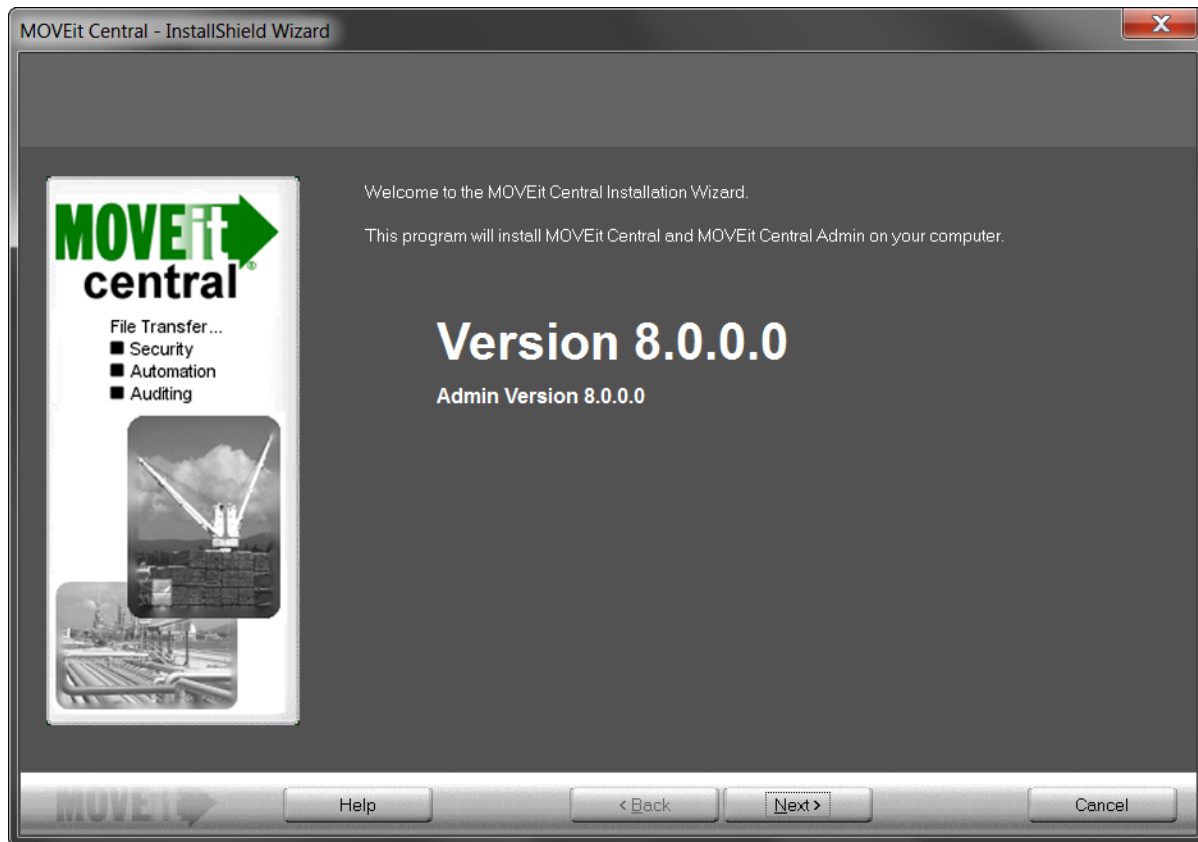 MOVEit Central - InstallShield Wizard
MOVEit
central®
File Transfer...
■ Security
■ Automation
■ Auditing
Welcome to the MOVEit Central Installation Wizard.
This program will install MOVEit Central and MOVEit Central Admin on your computer.
Version 8.0.0.0
Admin Version 8.0.0.0
MOVEit
Help
< Back
Next >
Cancel